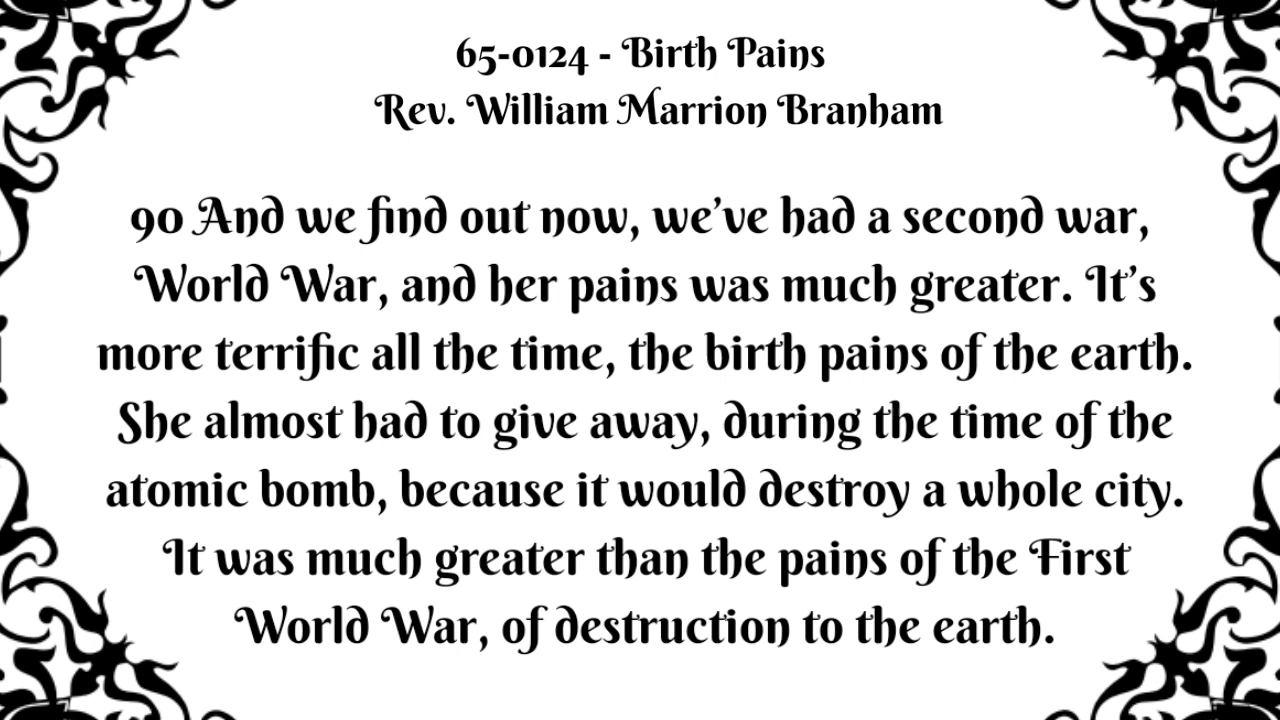 65-0124 - Birth Pains
Rev. William Marrion Branham
90 And we find out now, we've had a second war,
World War, and her pains was much greater. It's
more terrific all the time, the birth pains of the earth.
She almost had to give away, during the time of the
atomic bomb, because it would destroy a whole city.
It was much greater than the pains of the First
World War, of destruction to the earth.